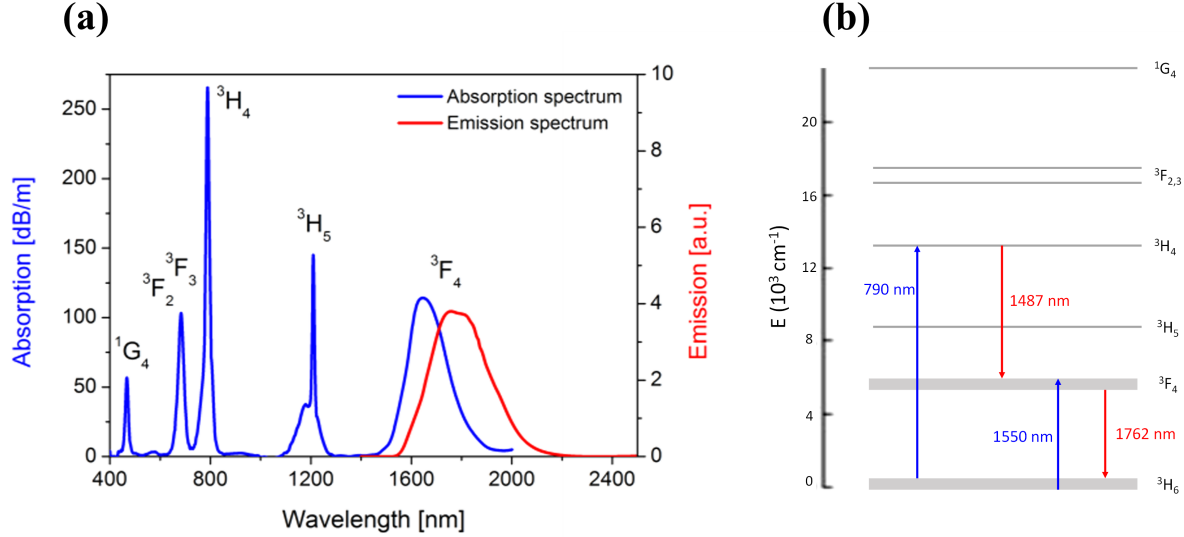 (a)
Absorption [dB/m]
250
200
150
100
50
0
400
800
1200
1600
2000
2400
Wavelength [nm]
10
8
6
4
2
0
Emission [a.u.]
Absorption spectrum
Emission spectrum
¹G₄
³F₂
³F₃
³H₄
³H₅
³F₄
(b)
E (10³ cm⁻¹)
20
16
12
8
4
0
¹G₄
³F₂,₃
³H₄
³H₅
³F₄
³H₆
790 nm
1487 nm
1550 nm
1762 nm